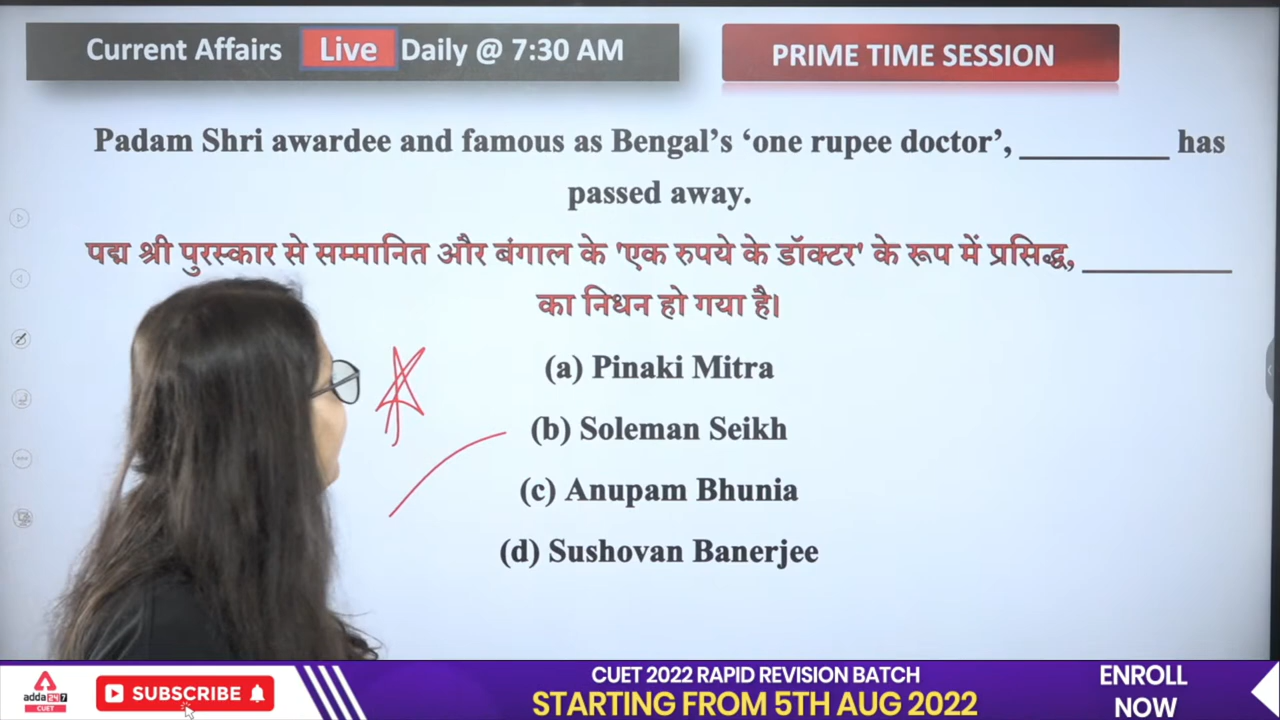 Current Affairs Live Daily @ 7:30 AM
PRIME TIME SESSION
Padam Shri awardee and famous as Bengal’s ‘one rupee doctor’, __________ has
passed away.
पद्म श्री पुरस्कार से सम्मानित और बंगाल के 'एक रुपये के डॉक्टर' के रूप में प्रसिद्ध, __________
का निधन हो गया है।
(a) Pinaki Mitra
(b) Soleman Seikh
(c) Anupam Bhunia
(d) Sushovan Banerjee
adda247
CUET
SUBSCRIBE
CUET 2022 RAPID REVISION BATCH
STARTING FROM 5TH AUG 2022
ENROLL
NOW